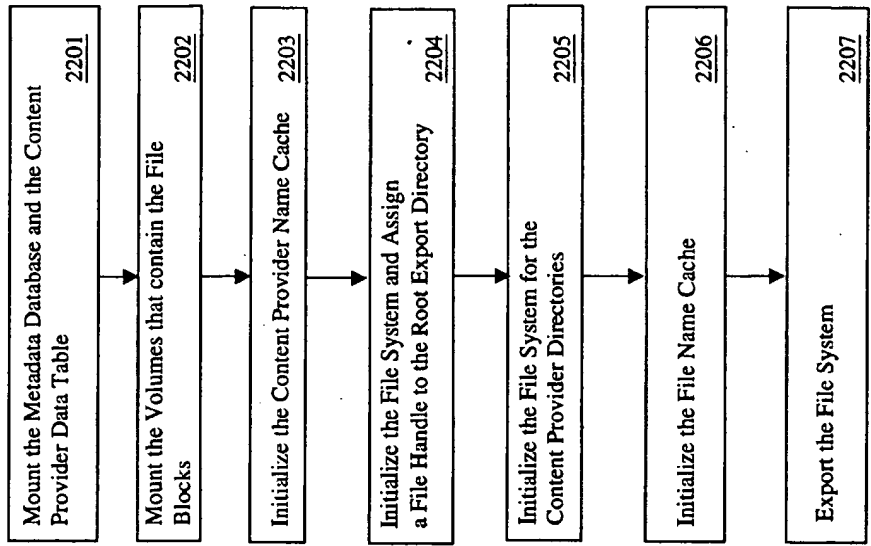 Mount the Metadata Database and the Content
Provider Data Table
2201
Mount the Volumes that contain the File
Blocks
2202
Initialize the Content Provider Name Cache
2203
Initialize the File System and Assign
a File Handle to the Root Export Directory
2204
Initialize the File System for the
Content Provider Directories
2205
Initialize the File Name Cache
2206
Export the File System
2207